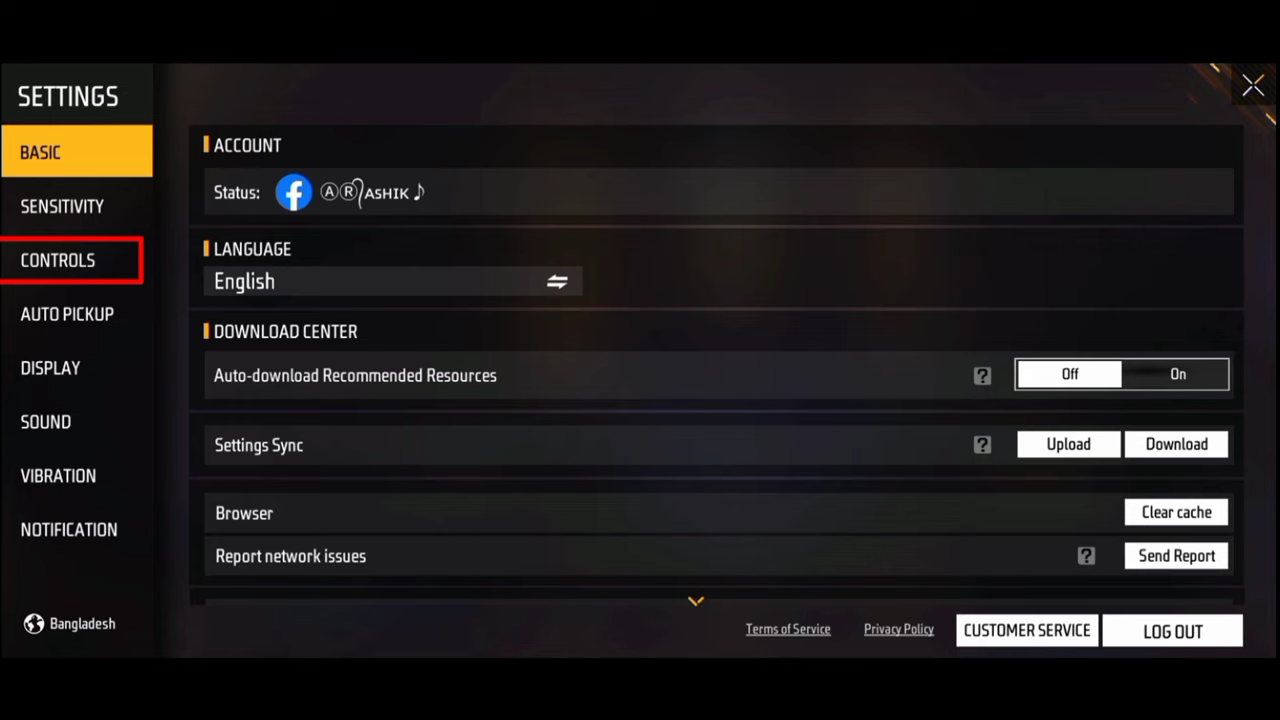 SETTINGS
BASIC
SENSITIVITY
CONTROLS
AUTO PICKUP
DISPLAY
SOUND
VIBRATION
NOTIFICATION
Bangladesh
ACCOUNT
Status: ⒶⓇ ᴀsʜɪᴋ♪
LANGUAGE
English
DOWNLOAD CENTER
Auto-download Recommended Resources ? Off On
Settings Sync ? Upload Download
Browser Clear cache
Report network issues ? Send Report
Terms of Service Privacy Policy CUSTOMER SERVICE LOG OUT